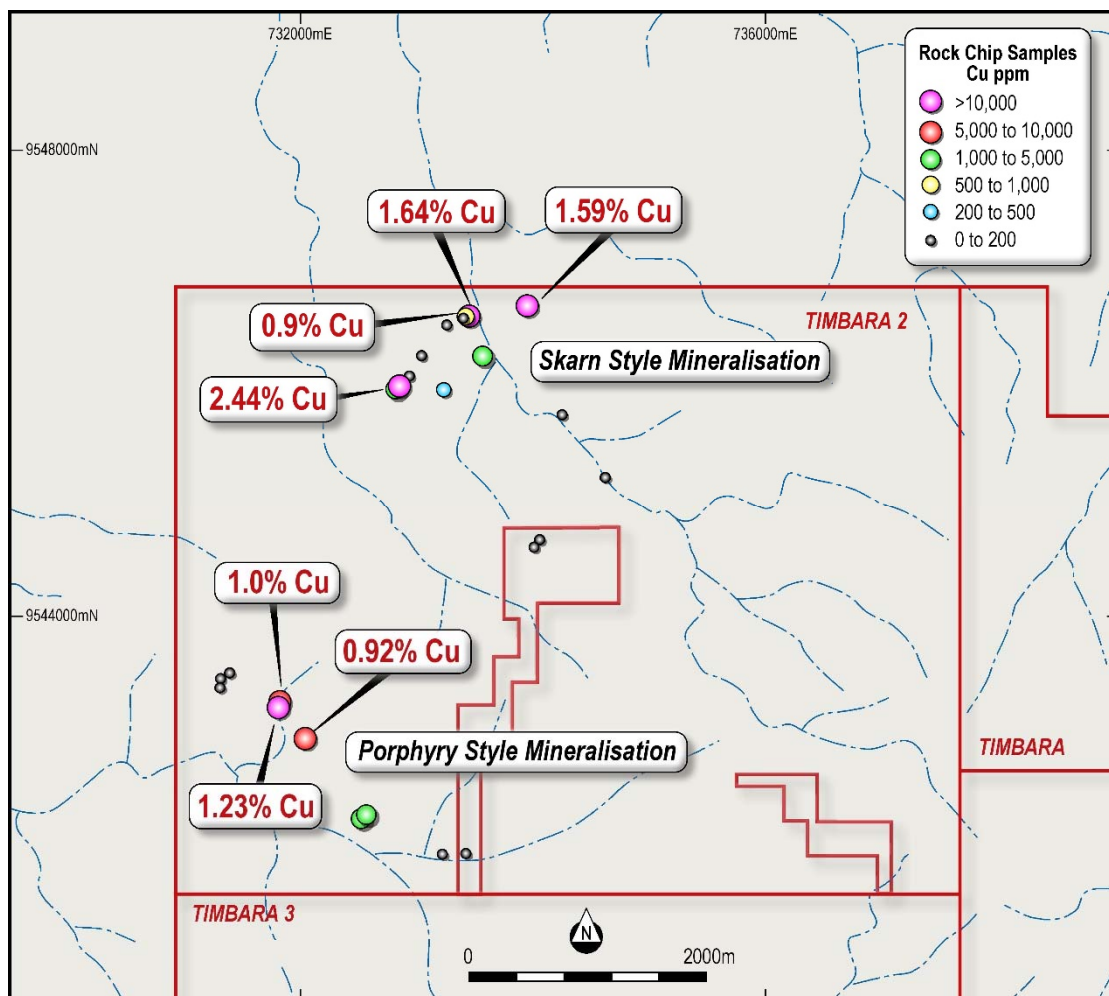 732000mE
736000mE
Rock Chip Samples
Cu ppm
>10,000
5,000 to 10,000
1,000 to 5,000
500 to 1,000
200 to 500
0 to 200
9548000mN
1.64% Cu
1.59% Cu
0.9% Cu
TIMBARA 2
Skarn Style Mineralisation
2.44% Cu
1.0% Cu
9544000mN
0.92% Cu
Porphyry Style Mineralisation
TIMBARA
1.23% Cu
TIMBARA 3
N
0
2000m